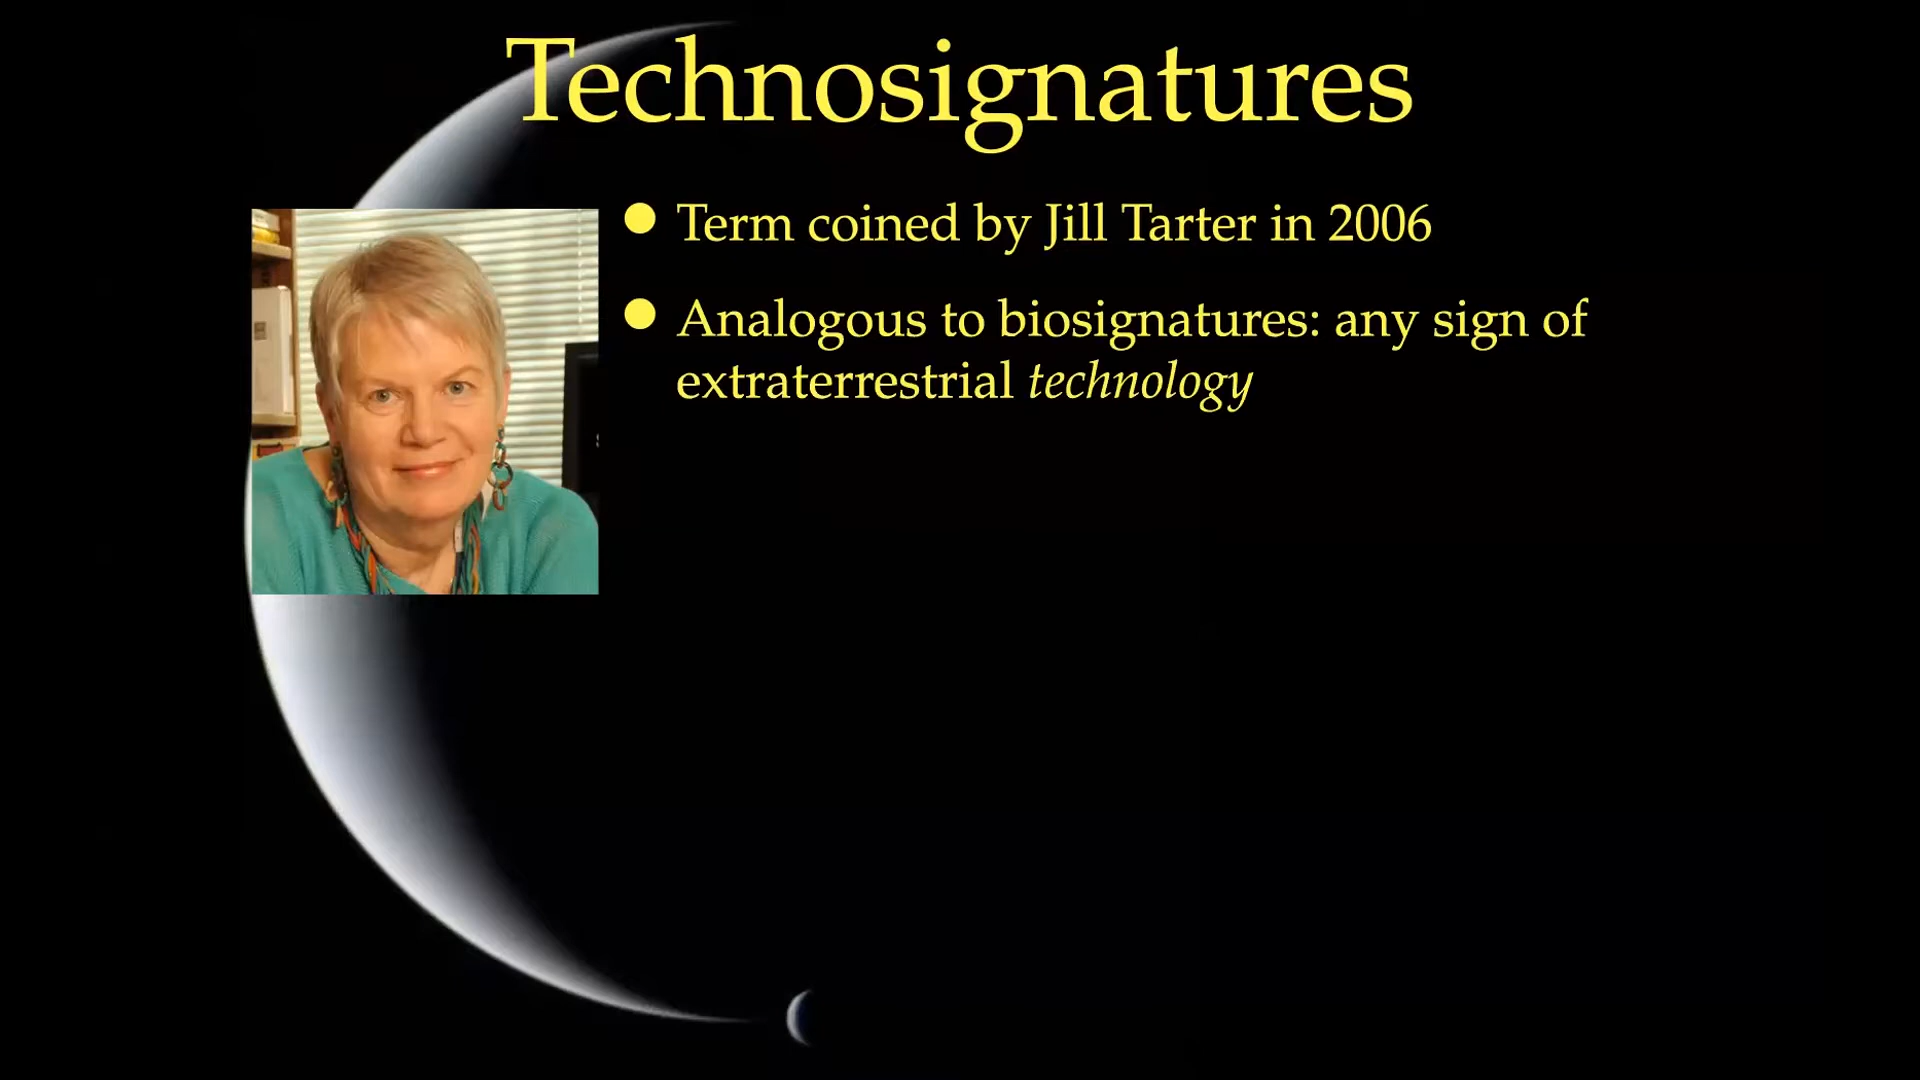 Technosignatures
● Term coined by Jill Tarter in 2006
● Analogous to biosignatures: any sign of
extraterrestrial technology